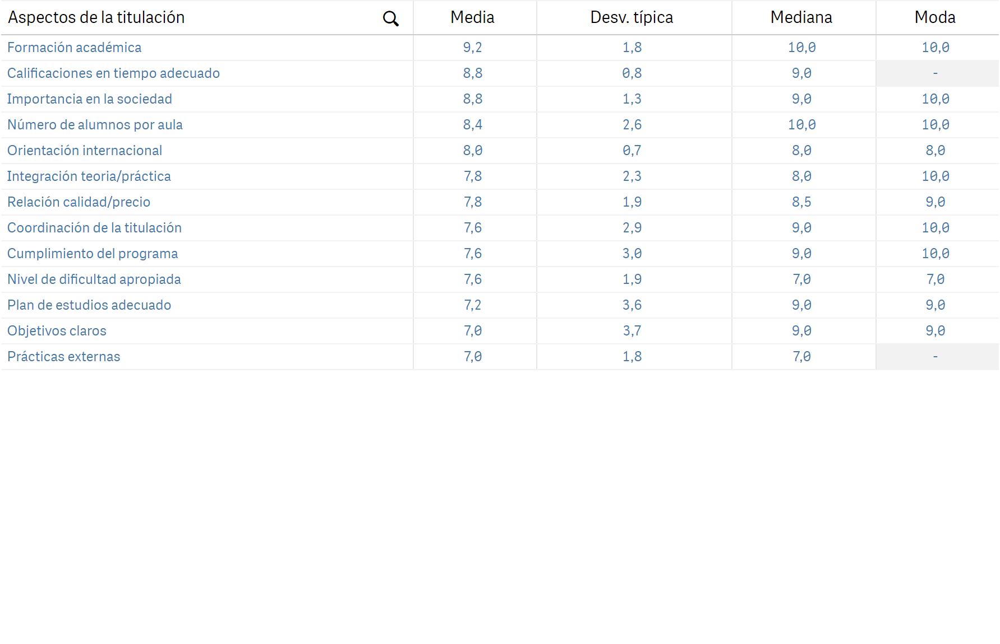 Aspectos de la titulación Media Desv. típica Mediana Moda
Formación académica 9,2 1,8 10,0 10,0
Calificaciones en tiempo adecuado 8,8 0,8 9,0 -
Importancia en la sociedad 8,8 1,3 9,0 10,0
Número de alumnos por aula 8,4 2,6 10,0 10,0
Orientación internacional 8,0 0,7 8,0 8,0
Integración teoria/práctica 7,8 2,3 8,0 10,0
Relación calidad/precio 7,8 1,9 8,5 9,0
Coordinación de la titulación 7,6 2,9 9,0 10,0
Cumplimiento del programa 7,6 3,0 9,0 10,0
Nivel de dificultad apropiada 7,6 1,9 7,0 7,0
Plan de estudios adecuado 7,2 3,6 9,0 9,0
Objetivos claros 7,0 3,7 9,0 9,0
Prácticas externas 7,0 1,8 7,0 -